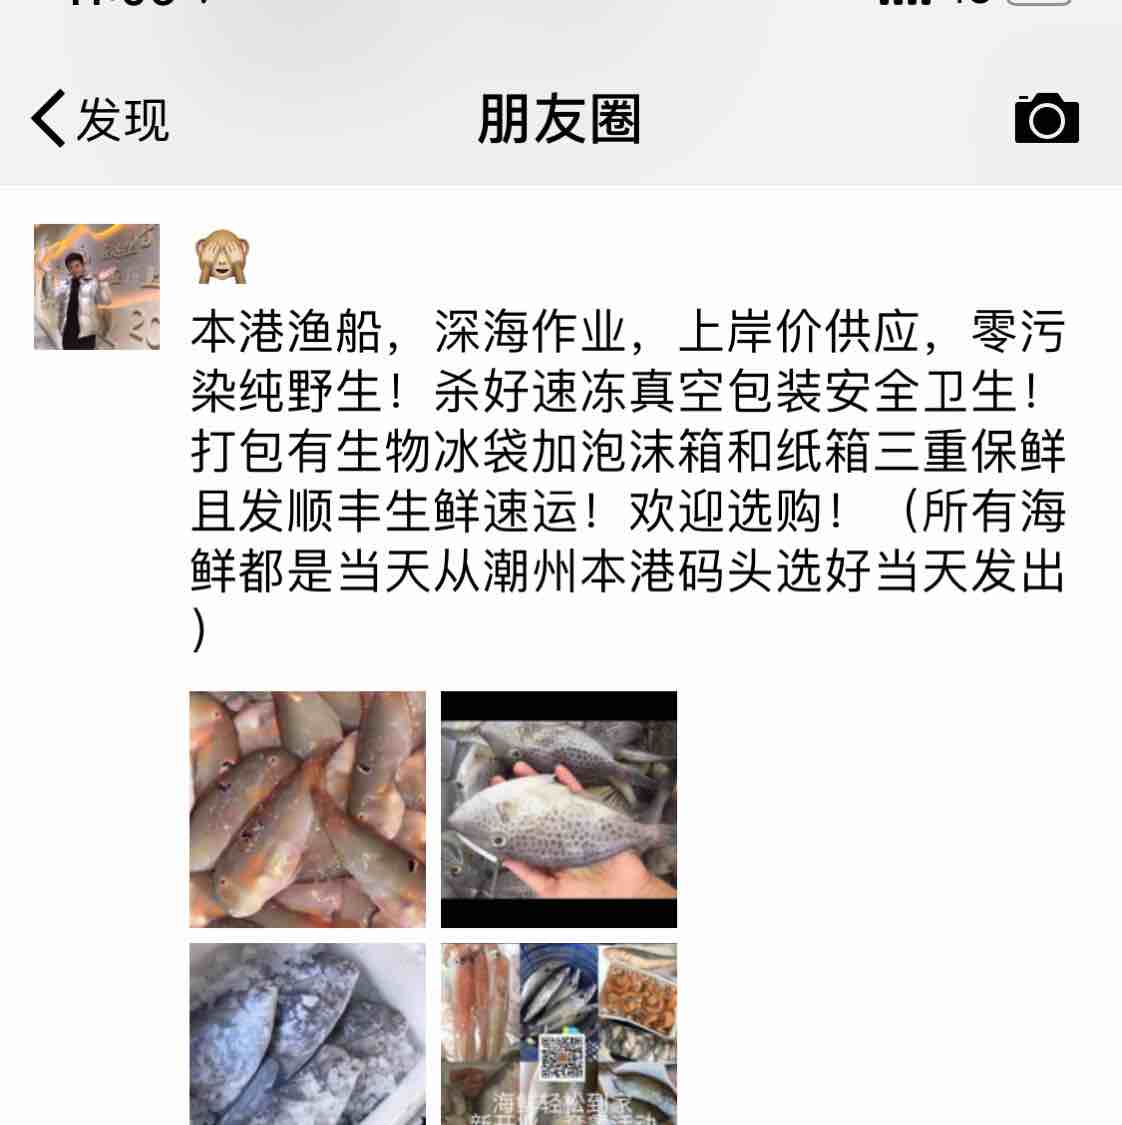 发现
朋友圈
本港渔船，深海作业，上岸价供应，零污
染纯野生！杀好速冻真空包装安全卫生！
打包有生物冰袋加泡沫箱和纸箱三重保鲜
且发顺丰生鲜速运！欢迎选购！（所有海
鲜都是当天从潮州本港码头选好当天发出
）
海鲜轻松到家